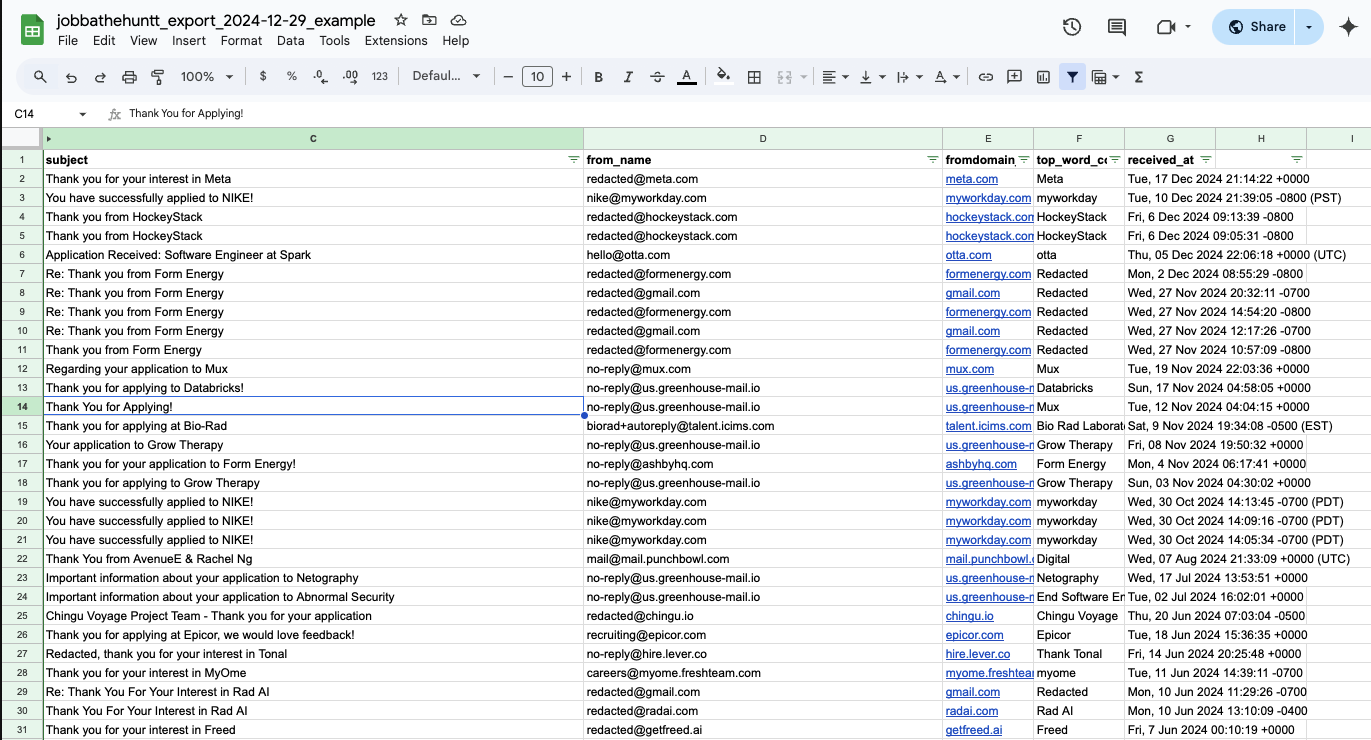 jobbathehuntt_export_2024-12-29_example
File Edit View Insert Format Data Tools Extensions Help
Share
100% $ % .0 .00 123 Defaul... 10 B I S A
C14 fx Thank You for Applying!
C D E F G H I
1 subject from_name fromdomain_ top_word_co received_at
2 Thank you for your interest in Meta redacted@meta.com meta.com Meta Tue, 17 Dec 2024 21:14:22 +0000
3 You have successfully applied to NIKE! nike@myworkday.com myworkday.com myworkday Tue, 10 Dec 2024 21:39:05 -0800 (PST)
4 Thank you from HockeyStack redacted@hockeystack.com hockeystack.com HockeyStack Fri, 6 Dec 2024 09:13:39 -0800
5 Thank you from HockeyStack redacted@hockeystack.com hockeystack.com HockeyStack Fri, 6 Dec 2024 09:05:31 -0800
6 Application Received: Software Engineer at Spark hello@otta.com otta.com otta Thu, 05 Dec 2024 22:06:18 +0000 (UTC)
7 Re: Thank you from Form Energy redacted@formenergy.com formenergy.com Redacted Mon, 2 Dec 2024 08:55:29 -0800
8 Re: Thank you from Form Energy redacted@gmail.com gmail.com Redacted Wed, 27 Nov 2024 20:32:11 -0700
9 Re: Thank you from Form Energy redacted@formenergy.com formenergy.com Redacted Wed, 27 Nov 2024 14:54:20 -0800
10 Re: Thank you from Form Energy redacted@gmail.com gmail.com Redacted Wed, 27 Nov 2024 12:17:26 -0700
11 Thank you from Form Energy redacted@formenergy.com formenergy.com Redacted Wed, 27 Nov 2024 10:57:09 -0800
12 Regarding your application to Mux no-reply@mux.com mux.com Mux Tue, 19 Nov 2024 22:03:36 +0000
13 Thank you for applying to Databricks! no-reply@us.greenhouse-mail.io us.greenhouse-m Databricks Sun, 17 Nov 2024 04:58:05 +0000
14 Thank You for Applying! no-reply@us.greenhouse-mail.io us.greenhouse-m Mux Tue, 12 Nov 2024 04:04:15 +0000
15 Thank you for applying at Bio-Rad biorad+autoreply@talent.icims.com talent.icims.com Bio Rad Laborat Sat, 9 Nov 2024 19:34:08 -0500 (EST)
16 Your application to Grow Therapy no-reply@us.greenhouse-mail.io us.greenhouse-m Grow Therapy Fri, 08 Nov 2024 19:50:32 +0000
17 Thank you for your application to Form Energy! no-reply@ashbyhq.com ashbyhq.com Form Energy Mon, 4 Nov 2024 06:17:41 +0000
18 Thank you for applying to Grow Therapy no-reply@us.greenhouse-mail.io us.greenhouse-m Grow Therapy Sun, 03 Nov 2024 04:30:02 +0000
19 You have successfully applied to NIKE! nike@myworkday.com myworkday.com myworkday Wed, 30 Oct 2024 14:13:45 -0700 (PDT)
20 You have successfully applied to NIKE! nike@myworkday.com myworkday.com myworkday Wed, 30 Oct 2024 14:09:16 -0700 (PDT)
21 You have successfully applied to NIKE! nike@myworkday.com myworkday.com myworkday Wed, 30 Oct 2024 14:05:34 -0700 (PDT)
22 Thank You from AvenueE & Rachel Ng mail@mail.punchbowl.com mail.punchbowl.c Digital Wed, 07 Aug 2024 21:33:09 +0000 (UTC)
23 Important information about your application to Netography no-reply@us.greenhouse-mail.io us.greenhouse-m Netography Wed, 17 Jul 2024 13:53:51 +0000
24 Important information about your application to Abnormal Security no-reply@us.greenhouse-mail.io us.greenhouse-m End Software En Tue, 02 Jul 2024 16:02:01 +0000
25 Chingu Voyage Project Team - Thank you for your application redacted@chingu.io chingu.io Chingu Voyage Thu, 20 Jun 2024 07:03:04 -0500
26 Thank you for applying at Epicor, we would love feedback! recruiting@epicor.com epicor.com Epicor Tue, 18 Jun 2024 15:36:35 +0000
27 Redacted, thank you for your interest in Tonal no-reply@hire.lever.co hire.lever.co Thank Tonal Fri, 14 Jun 2024 20:25:48 +0000
28 Thank you for your interest in MyOme careers@myome.freshteam.com myome.freshtear myome Tue, 11 Jun 2024 14:39:11 -0700
29 Re: Thank You For Your Interest in Rad AI redacted@gmail.com gmail.com Redacted Mon, 10 Jun 2024 11:29:26 -0700
30 Thank You For Your Interest in Rad AI redacted@radai.com radai.com Rad AI Mon, 10 Jun 2024 13:10:09 -0400
31 Thank you for your interest in Freed redacted@getfreed.ai getfreed.ai Freed Fri, 7 Jun 2024 00:10:19 +0000